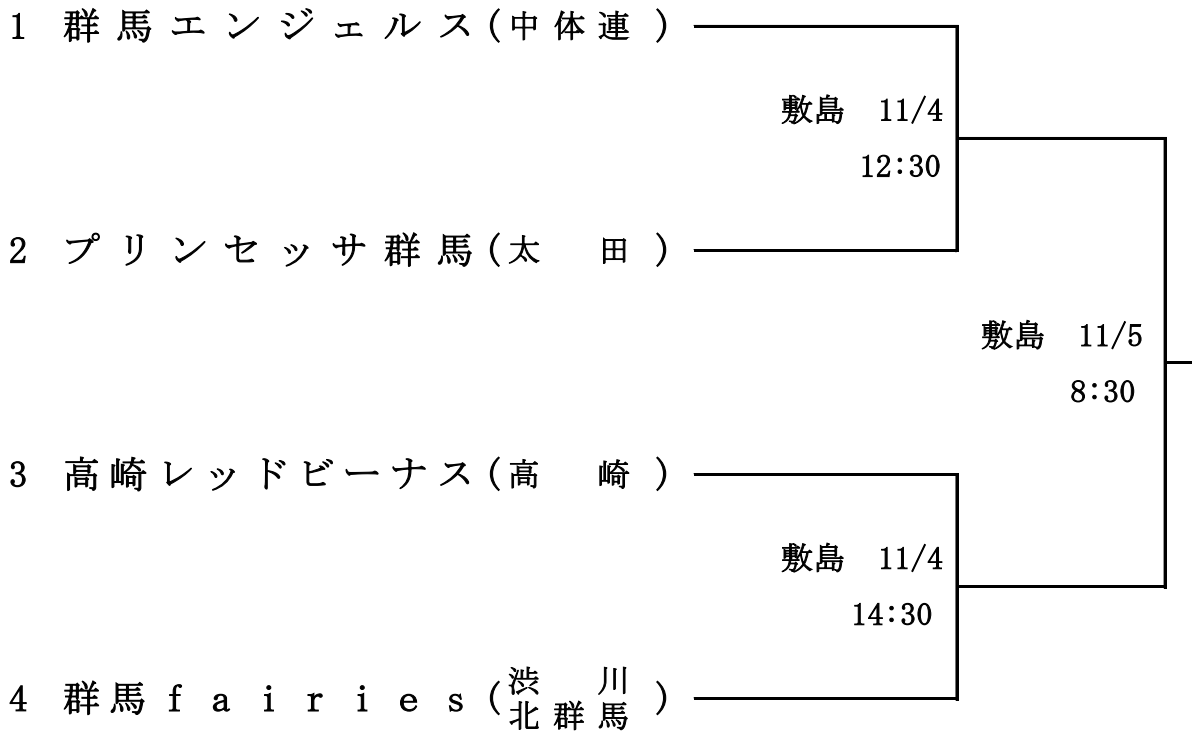 1 群馬エンジェルス(中体連)
敷島 11/4
12:30
2 プリンセッサ群馬(太田)
敷島 11/5
8:30
3 高崎レッドビーナス(高崎)
敷島 11/4
14:30
4 群馬fairies(渋川
北群馬)